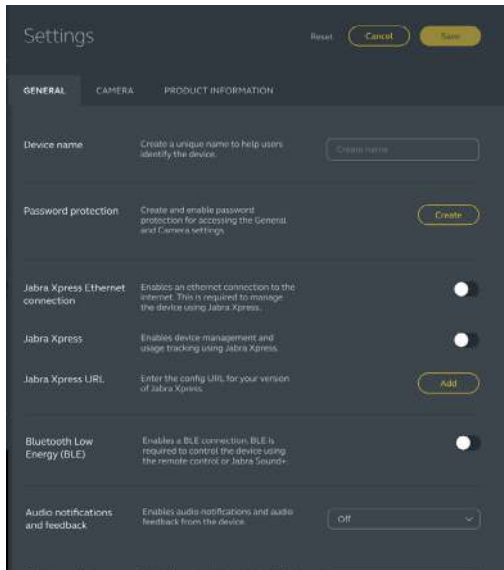 Settings
Reset
Cancel
Save
GENERAL
CAMERA
PRODUCT INFORMATION
Device name
Create a unique name to help users
identify the device.
Create name
Password protection
Create and enable password
protection for accessing the General
and Camera settings.
Create
Jabra Xpress Ethernet
connection
Enables an ethernet connection to the
internet. This is required to manage
the device using Jabra Xpress.
Jabra Xpress
Enables device management and
usage tracking using Jabra Xpress.
Jabra Xpress URL
Enter the config URL for your version
of Jabra Xpress.
Add
Bluetooth Low
Energy (BLE)
Enables a BLE connection. BLE is
required to control the device using
the remote control or Jabra Sound+.
Audio notifications
and feedback
Enables audio notifications and audio
feedback from the device.
Off